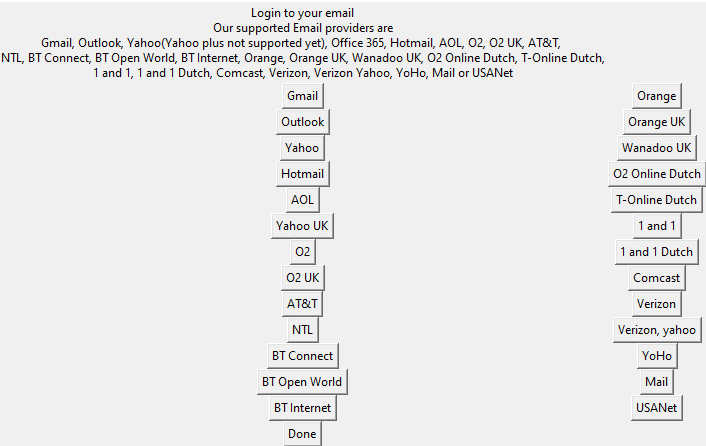 Login to your email
Our supported Email providers are
Gmail, Outlook, Yahoo(Yahoo plus not supported yet), Office 365, Hotmail, AOL, O2, O2 UK, AT&T,
NTL, BT Connect, BT Open World, BT Internet, Orange, Orange UK, Wanadoo UK, O2 Online Dutch, T-Online Dutch,
1 and 1, 1 and 1 Dutch, Comcast, Verizon, Verizon Yahoo, YoHo, Mail or USANet
Gmail
Orange
Outlook
Orange UK
Yahoo
Wanadoo UK
Hotmail
O2 Online Dutch
AOL
T-Online Dutch
Yahoo UK
1 and 1
O2
1 and 1 Dutch
O2 UK
Comcast
AT&T
Verizon
NTL
Verizon, yahoo
BT Connect
YoHo
BT Open World
Mail
BT Internet
USANet
Done